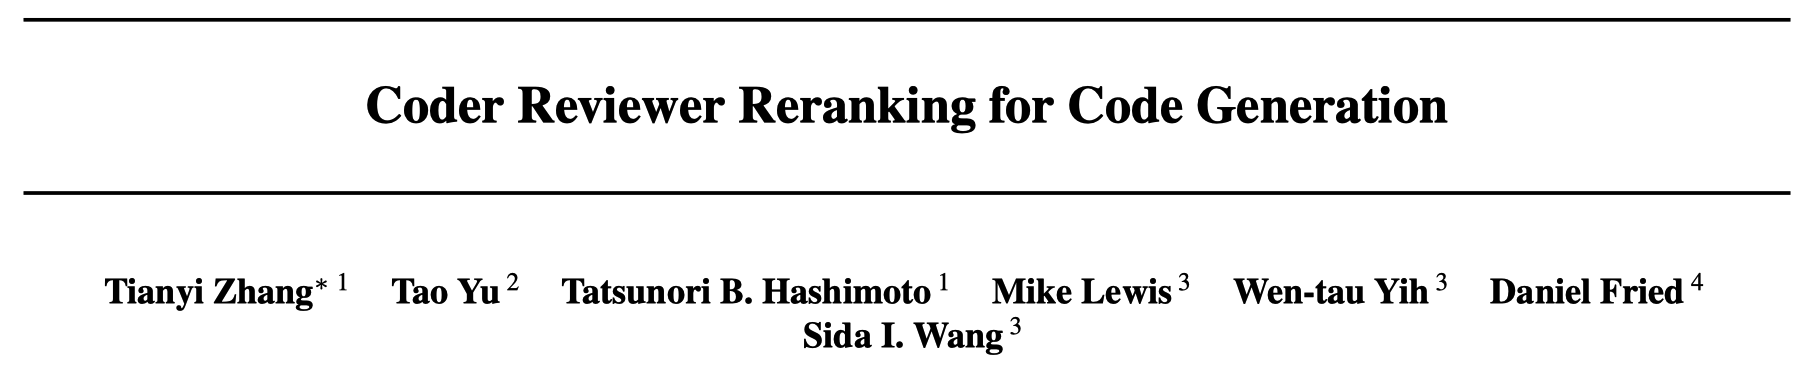 Coder Reviewer Reranking for Code Generation
Tianyi Zhang* 1 Tao Yu 2 Tatsunori B. Hashimoto 1 Mike Lewis 3 Wen-tau Yih 3 Daniel Fried 4
Sida I. Wang 3